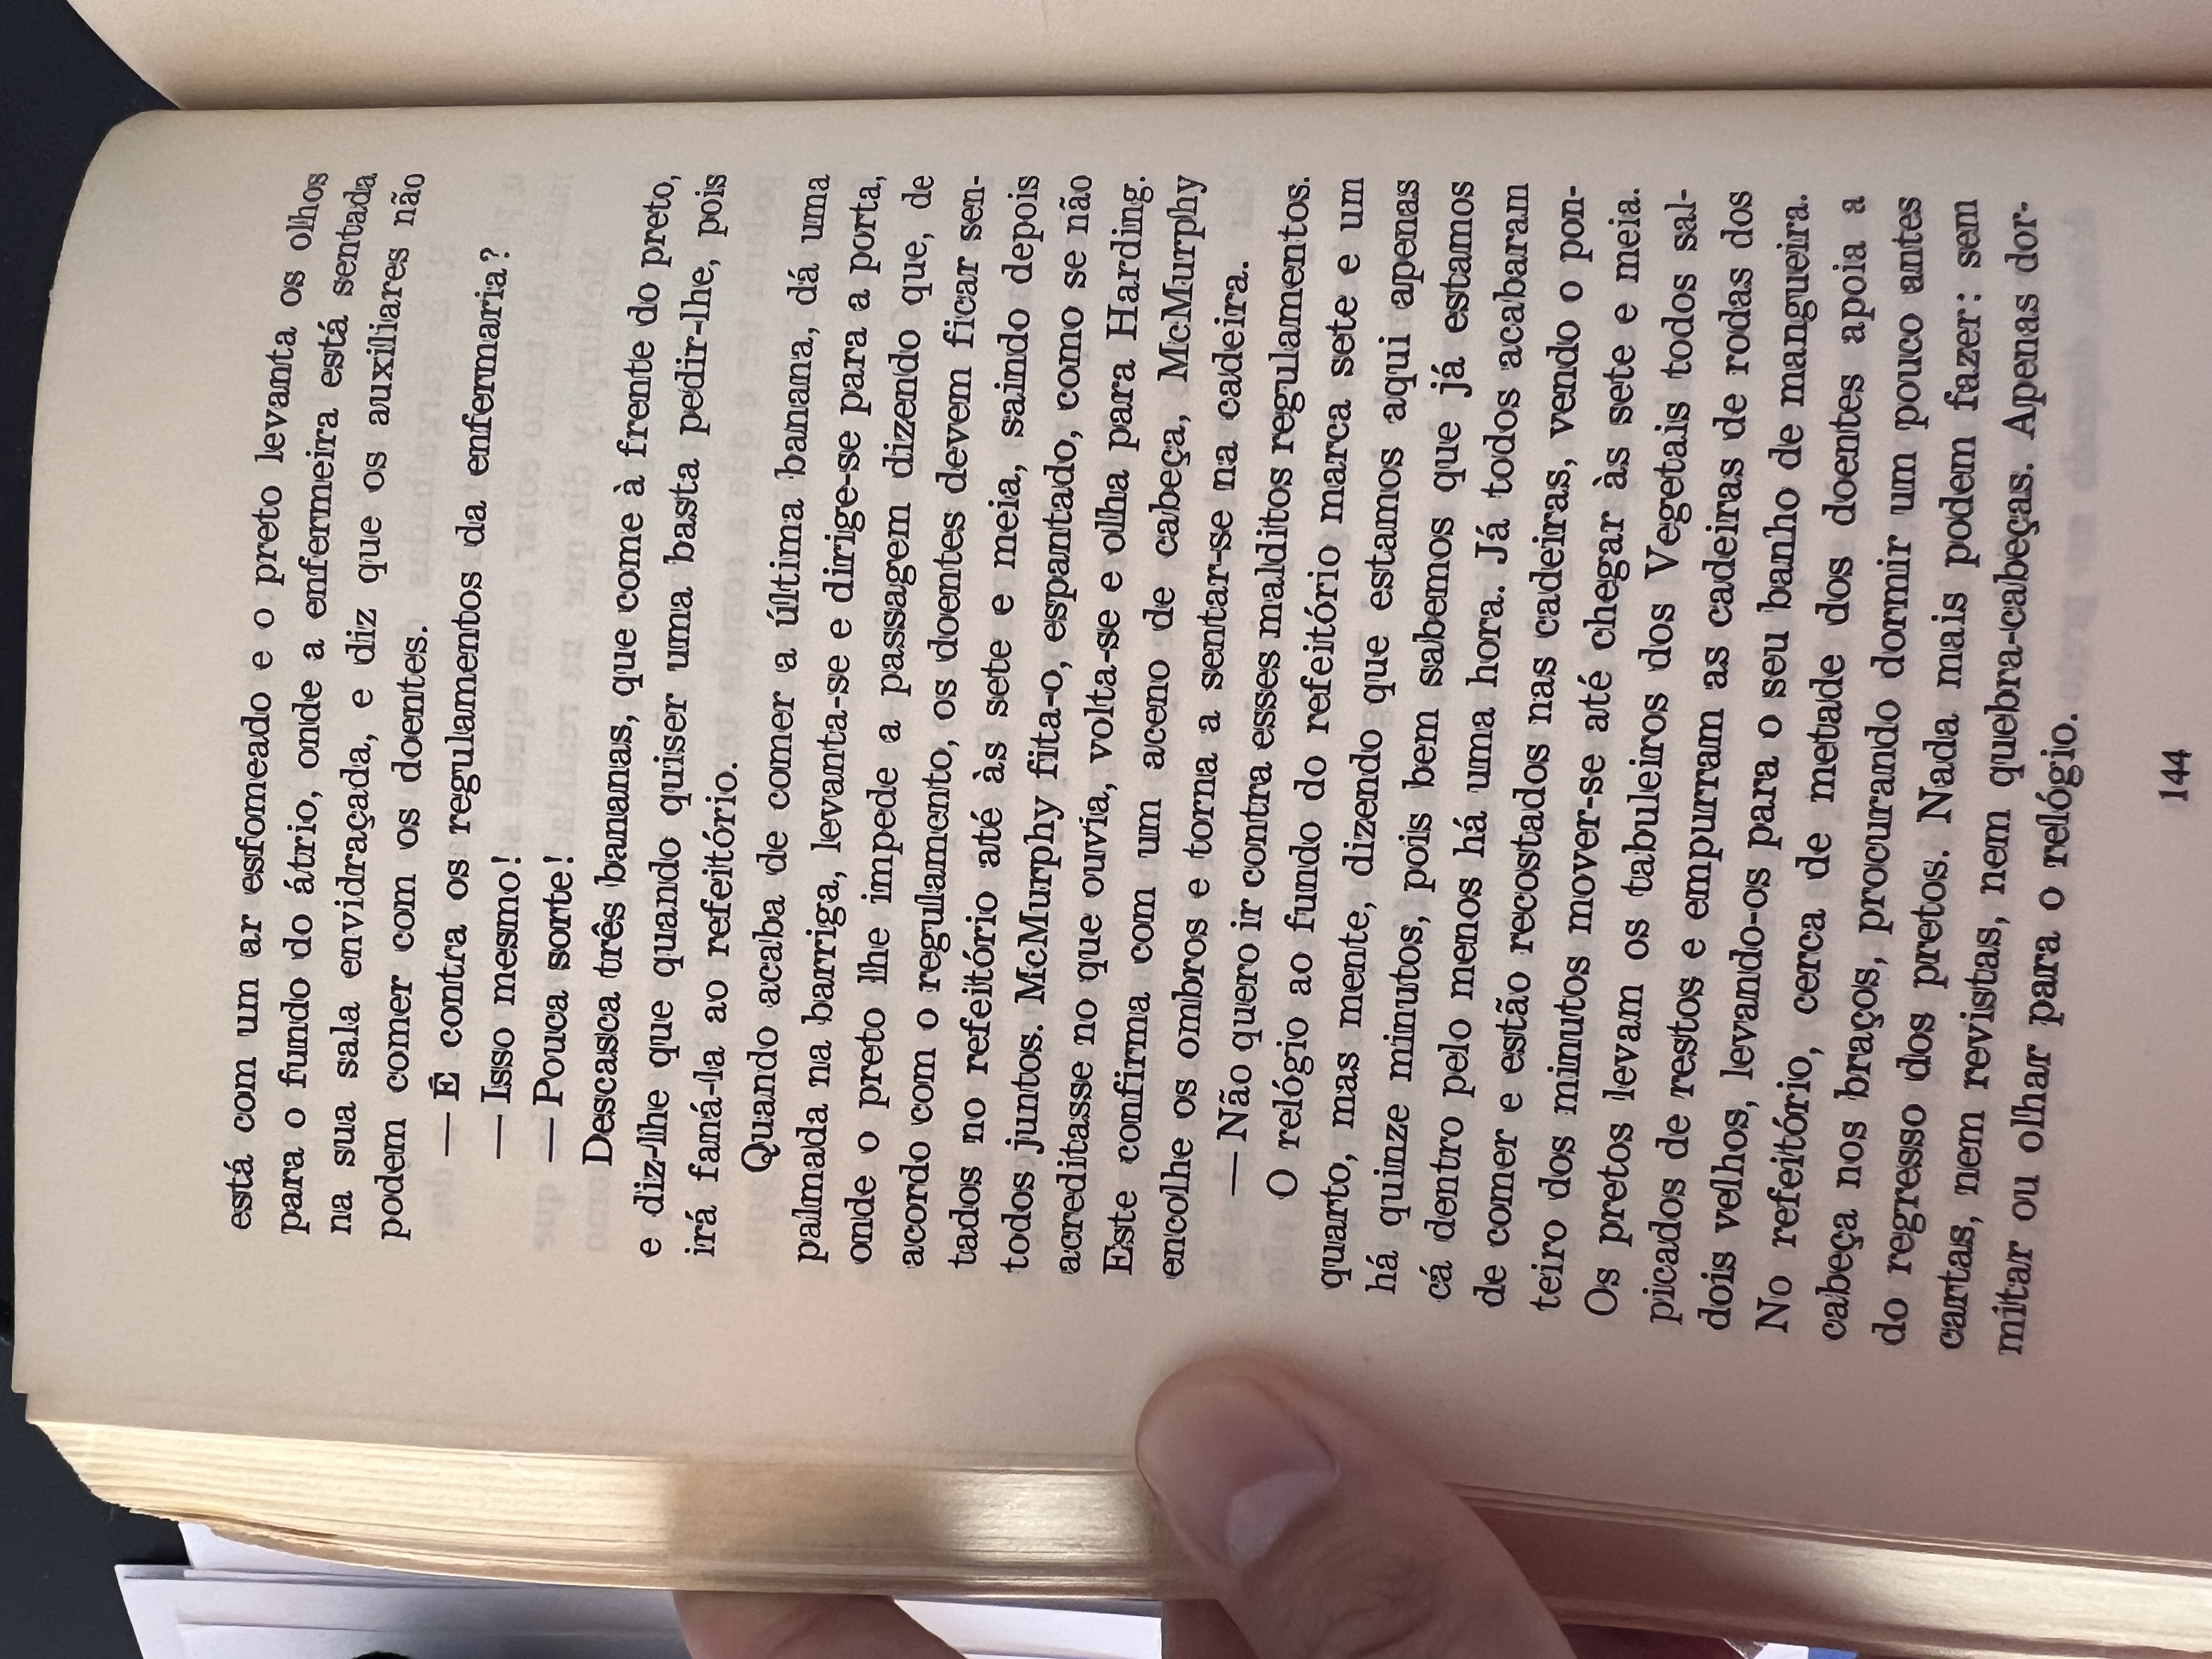 está com um ar esfomeado e o preto levanta os olhos
para o fundo do átrio, onde a enfermeira está sentada
na sua sala envidraçada, e diz que os auxiliares não
podem comer com os doentes.
— É contra os regulamentos da enfermaria?
— Isso mesmo!
— Pouca sorte!
Descasca três bananas, que come à frente do preto,
e diz-lhe que quando quiser uma basta pedir-lhe, pois
irá faná-la ao refeitório.
Quando acaba de comer a última banana, dá uma
palmada na barriga, levanta-se e dirige-se para a porta,
onde o preto lhe impede a passagem dizendo que, de
acordo com o regulamento, os doentes devem ficar sen-
tados no refeitório até às sete e meia, saindo depois
todos juntos. McMurphy fita-o, espantado, como se não
acreditasse no que ouvia, volta-se e olha para Harding.
Este confirma com um aceno de cabeça, McMurphy
encolhe os ombros e torna a sentar-se na cadeira.
— Não quero ir contra esses malditos regulamentos.
O relógio ao fundo do refeitório marca sete e um
quarto, mas mente, dizendo que estamos aqui apenas
há quinze minutos, pois bem sabemos que já estamos
cá dentro pelo menos há uma hora. Já todos acabaram
de comer e estão recostados nas cadeiras, vendo o pon-
teiro dos minutos mover-se até chegar às sete e meia.
Os pretos levam os tabuleiros dos Vegetais todos sal-
picados de restos e empurram as cadeiras de rodas dos
dois velhos, levando-os para o seu banho de mangueira.
No refeitório, cerca de metade dos doentes apoia a
cabeça nos braços, procurando dormir um pouco antes
do regresso dos pretos. Nada mais podem fazer: sem
cartas, nem revistas, nem quebra-cabeças. Apenas dor-
mitar ou olhar para o relógio.
144